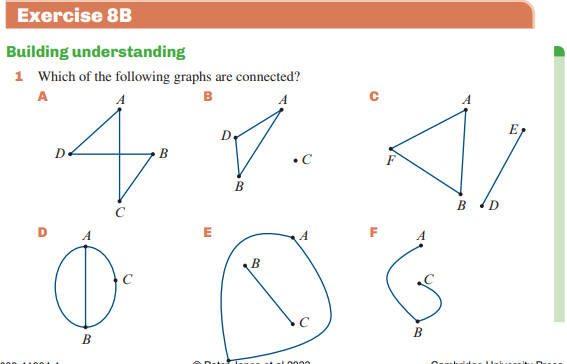 Exercise 8B
Building understanding
1 Which of the following graphs are connected?
A B C
A A A
D B D C E F
B
C B D
D E F
A A A
B C
C C
B B